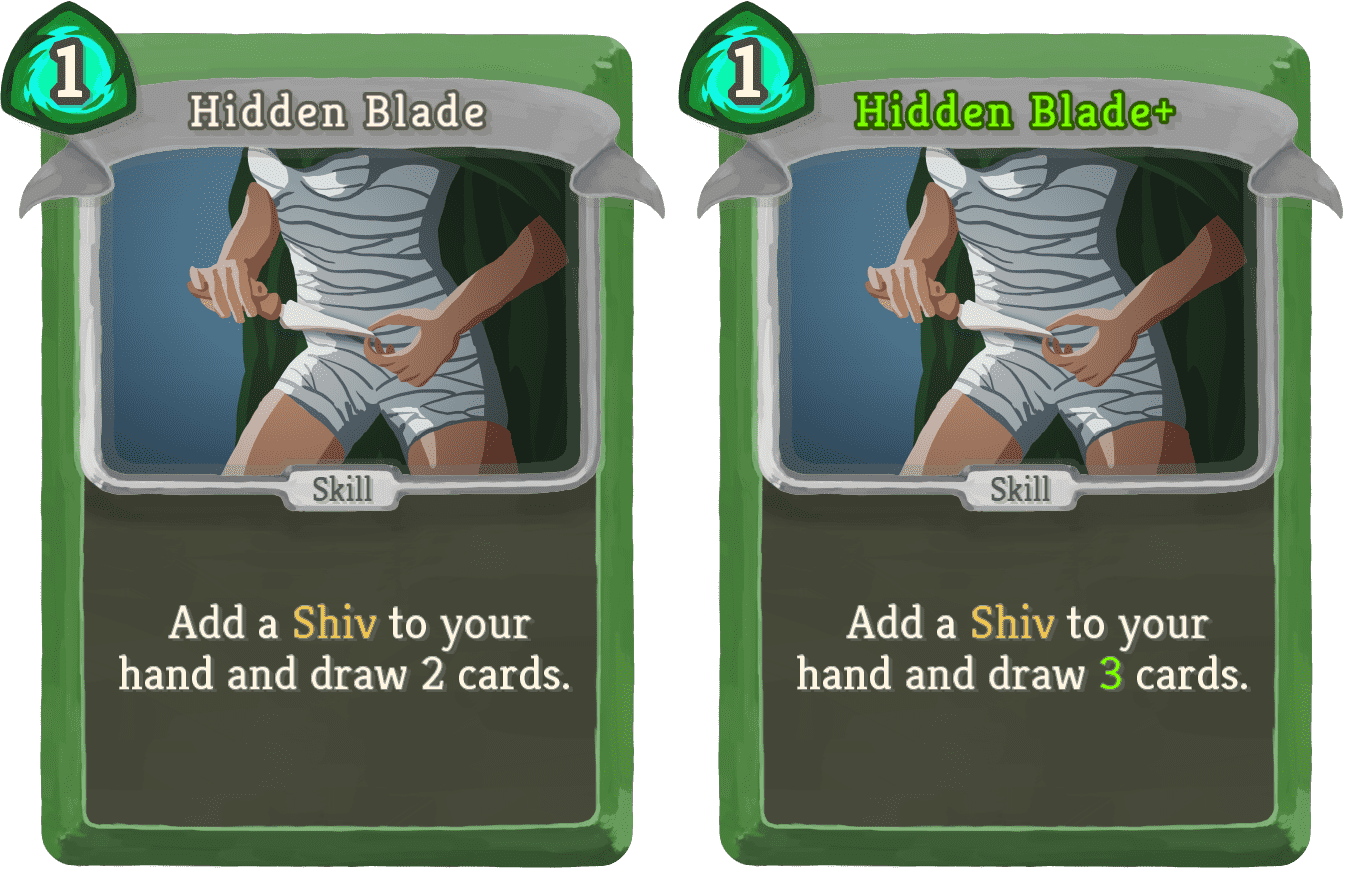 1
Hidden Blade
Skill
Add a Shiv to your
hand and draw 2 cards.
1
Hidden Blade+
Skill
Add a Shiv to your
hand and draw 3 cards.